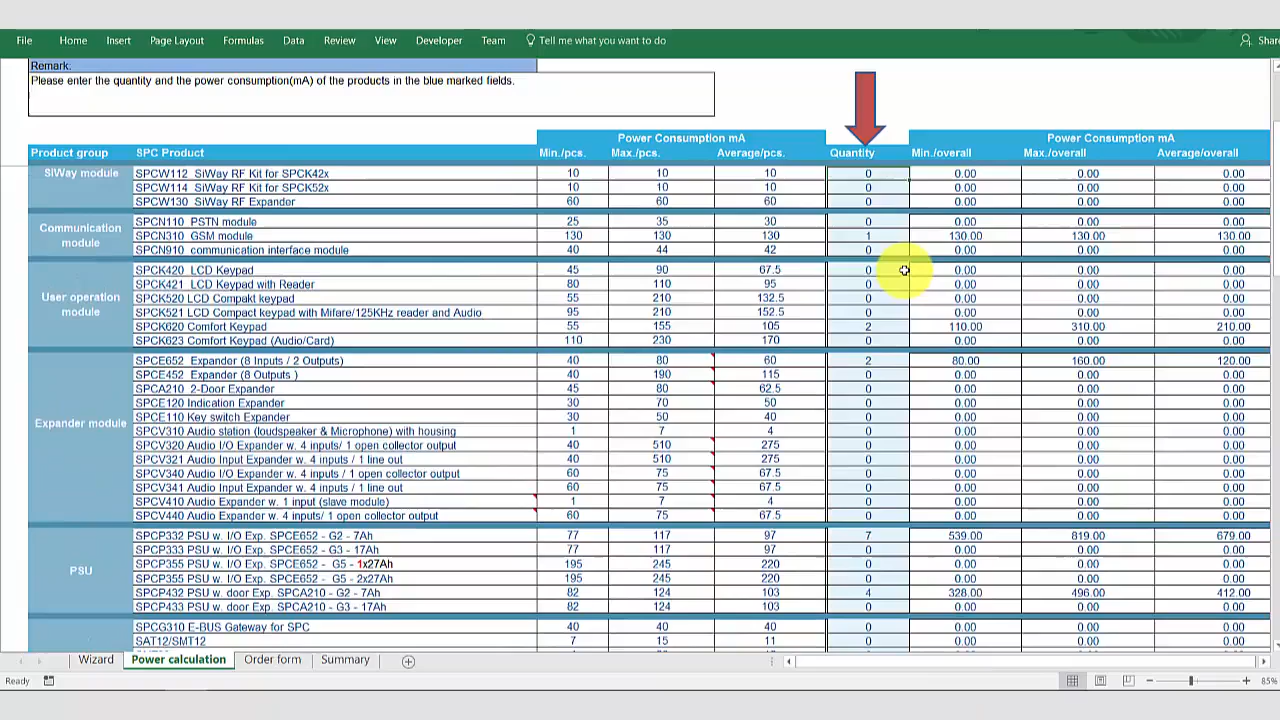 File Home Insert Page Layout Formulas Data Review View Developer Team Tell me what you want to do
Remark:
Please enter the quantity and the power consumption(mA) of the products in the blue marked fields.
Power Consumption mA Power Consumption mA
Product group SPC Product Min./pcs. Max./pcs. Average/pcs. Quantity Min./overall Max./overall Average/overall
SiWay module SPCW112 SiWay RF Kit for SPCK42x 10 10 10 0 0.00 0.00 0.00
SPCW114 SiWay RF Kit for SPCK52x 10 10 10 0 0.00 0.00 0.00
SPCW130 SiWay RF Expander 60 60 60 0 0.00 0.00 0.00
Communication module
SPCN110 PSTN module 25 35 30 0 0.00 0.00 0.00
SPCN310 GSM module 130 130 130 1 130.00 130.00 130.00
SPCN910 communication interface module 40 44 42 0 0.00 0.00 0.00
User operation module
SPCK420 LCD Keypad 45 90 67.5 0 0.00 0.00 0.00
SPCK421 LCD Keypad with Reader 80 110 95 0 0.00 0.00 0.00
SPCK520 LCD Compakt keypad 55 210 132.5 0 0.00 0.00 0.00
SPCK521 LCD Compact keypad with Mifare/125KHz reader and Audio 95 210 152.5 0 0.00 0.00 0.00
SPCK620 Comfort Keypad 55 155 105 2 110.00 310.00 210.00
SPCK623 Comfort Keypad (Audio/Card) 110 230 170 0 0.00 0.00 0.00
Expander module
SPCE652 Expander (8 Inputs / 2 Outputs) 40 80 60 2 80.00 160.00 120.00
SPCE452 Expander (8 Outputs ) 40 190 115 0 0.00 0.00 0.00
SPCA210 2-Door Expander 45 80 62.5 0 0.00 0.00 0.00
SPCE120 Indication Expander 30 70 50 0 0.00 0.00 0.00
SPCE110 Key switch Expander 30 50 40 0 0.00 0.00 0.00
SPCV310 Audio station (loudspeaker & Microphone) with housing 1 7 4 0 0.00 0.00 0.00
SPCV320 Audio I/O Expander w. 4 inputs/ 1 open collector output 40 510 275 0 0.00 0.00 0.00
SPCV321 Audio Input Expander w. 4 inputs / 1 line out 40 510 275 0 0.00 0.00 0.00
SPCV340 Audio I/O Expander w. 4 inputs / 1 open collector output 60 75 67.5 0 0.00 0.00 0.00
SPCV341 Audio Input Expander w. 4 inputs / 1 line out 60 75 67.5 0 0.00 0.00 0.00
SPCV410 Audio Expander w. 1 input (slave module) 1 7 4 0 0.00 0.00 0.00
SPCV440 Audio Expander w. 4 inputs/ 1 open collector output 60 75 67.5 0 0.00 0.00 0.00
PSU
SPCP332 PSU w. I/O Exp. SPCE652 - G2 - 7Ah 77 117 97 7 539.00 819.00 679.00
SPCP333 PSU w. I/O Exp. SPCE652 - G3 - 17Ah 77 117 97 0 0.00 0.00 0.00
SPCP355 PSU w. I/O Exp. SPCE652 - G5 - 1x27Ah 195 245 220 0 0.00 0.00 0.00
SPCP355 PSU w. I/O Exp. SPCE652 - G5 - 2x27Ah 195 245 220 0 0.00 0.00 0.00
SPCP432 PSU w. door Exp. SPCA210 - G2 - 7Ah 82 124 103 4 328.00 496.00 412.00
SPCP433 PSU w. door Exp. SPCA210 - G3 - 17Ah 82 124 103 0 0.00 0.00 0.00
SPCG310 E-BUS Gateway for SPC 40 40 40 0 0.00 0.00 0.00
SAT12/SMT12 7 15 11 0 0.00 0.00 0.00
Wizard Power calculation Order form Summary
Ready 85%